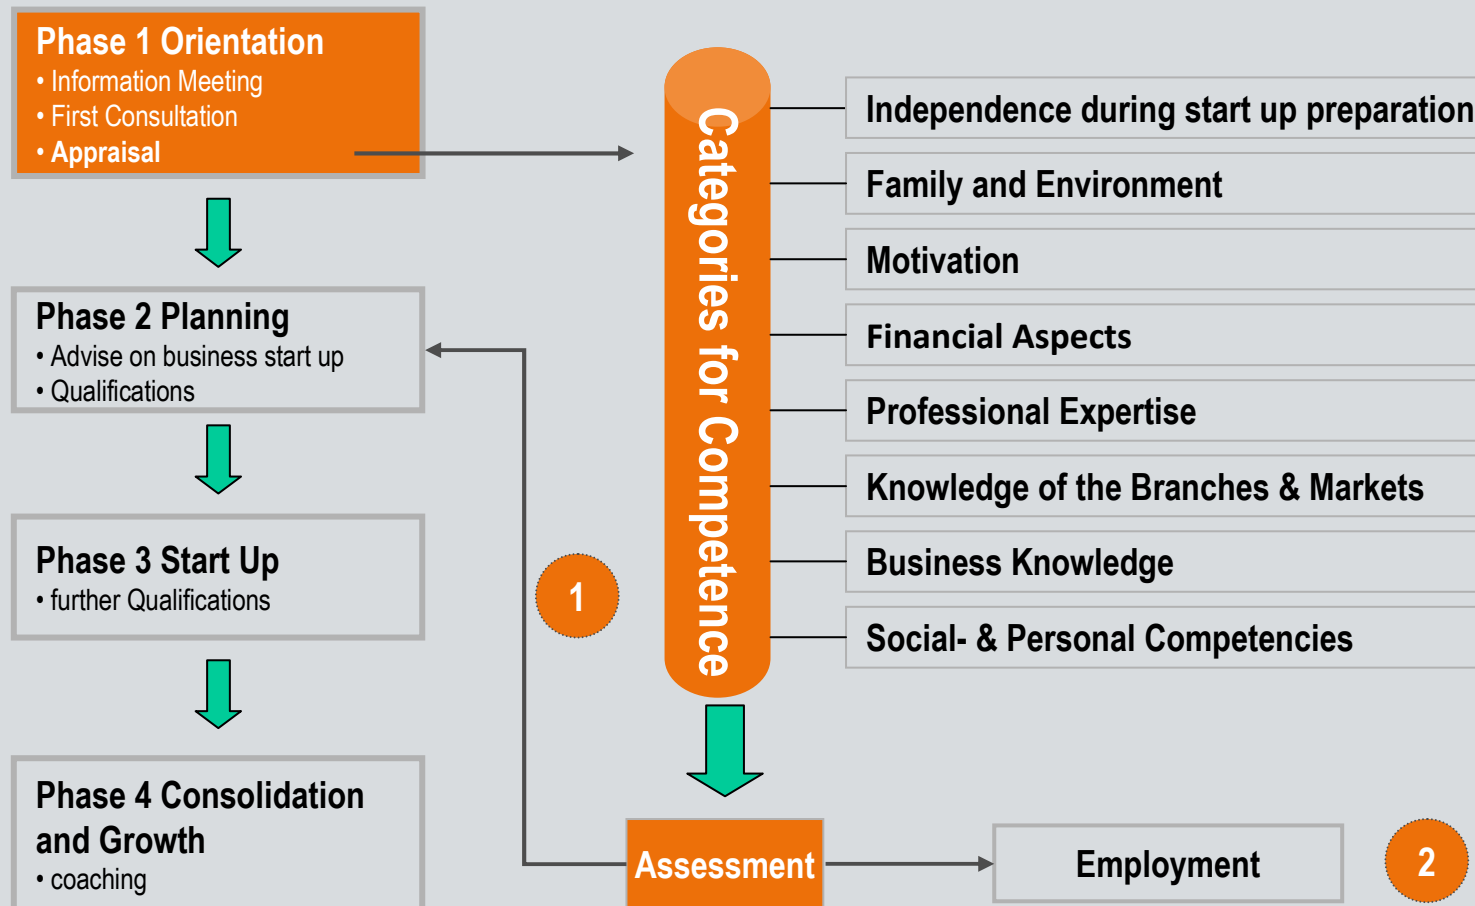 Phase 1 Orientation
• Information Meeting
• First Consultation
• Appraisal
Phase 2 Planning
• Advise on business start up
• Qualifications
Phase 3 Start Up
• further Qualifications
Phase 4 Consolidation
and Growth
• coaching
1
Categories for Competence
Independence during start up preparation
Family and Environment
Motivation
Financial Aspects
Professional Expertise
Knowledge of the Branches & Markets
Business Knowledge
Social- & Personal Competencies
Assessment
Employment
2